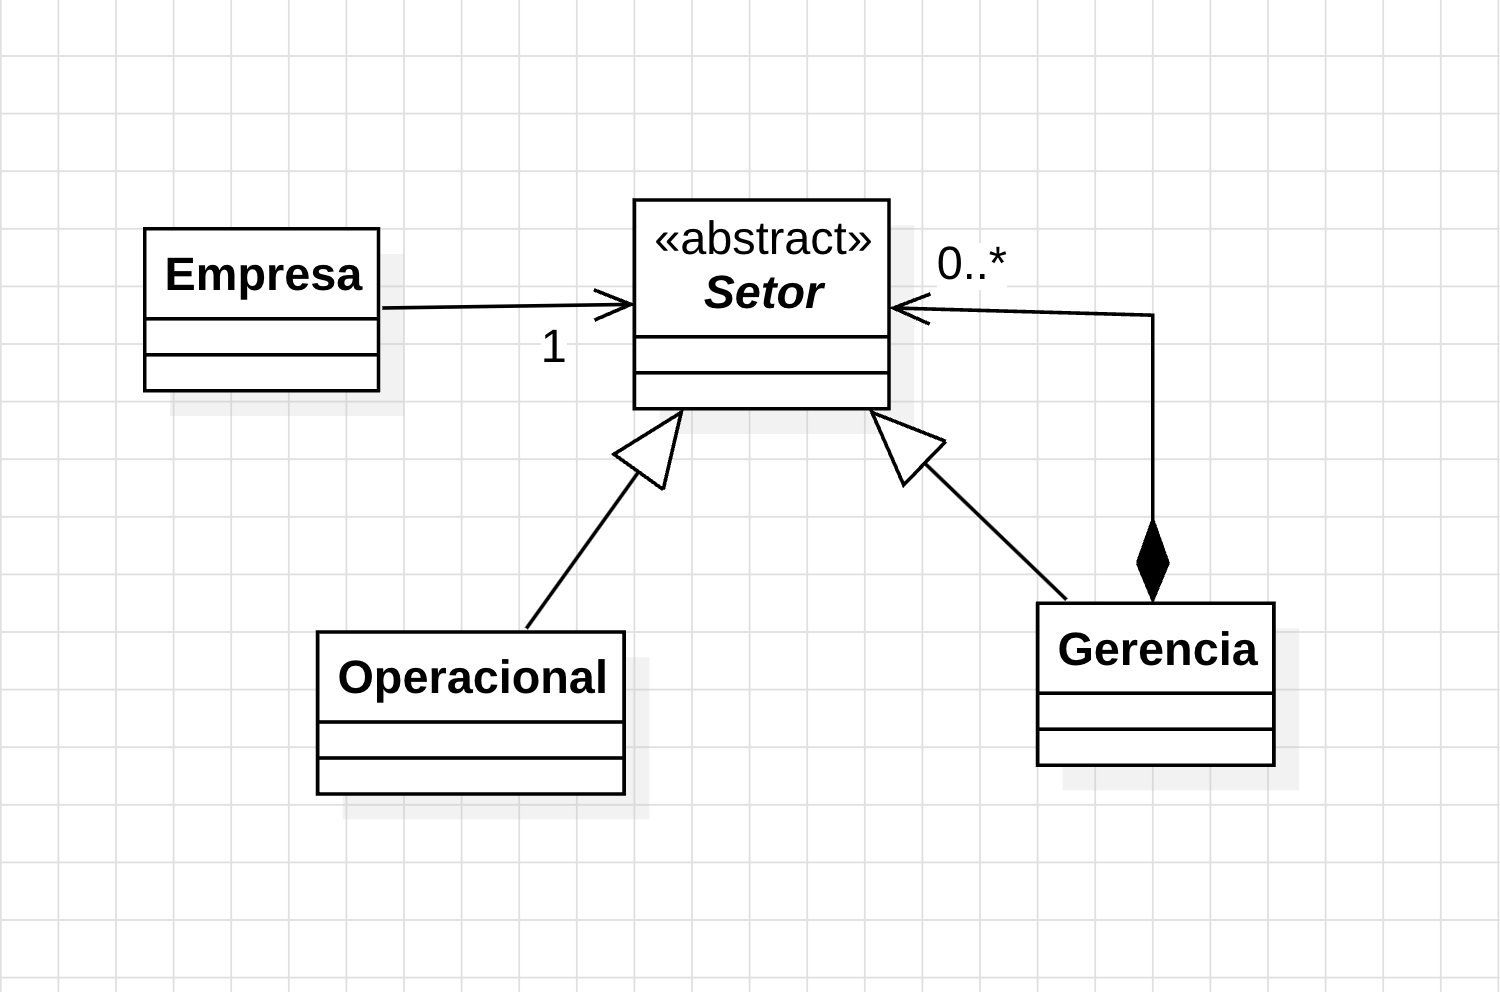 Empresa
1
«abstract»
Setor
0..*
Operacional
Gerencia